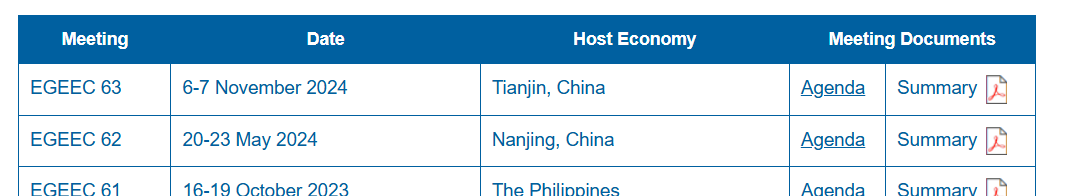 Meeting Date Host Economy Meeting Documents
EGEEC 63 6-7 November 2024 Tianjin, China Agenda Summary
EGEEC 62 20-23 May 2024 Nanjing, China Agenda Summary
EGEEC 61 16-19 October 2023 The Philippines Agenda Summary